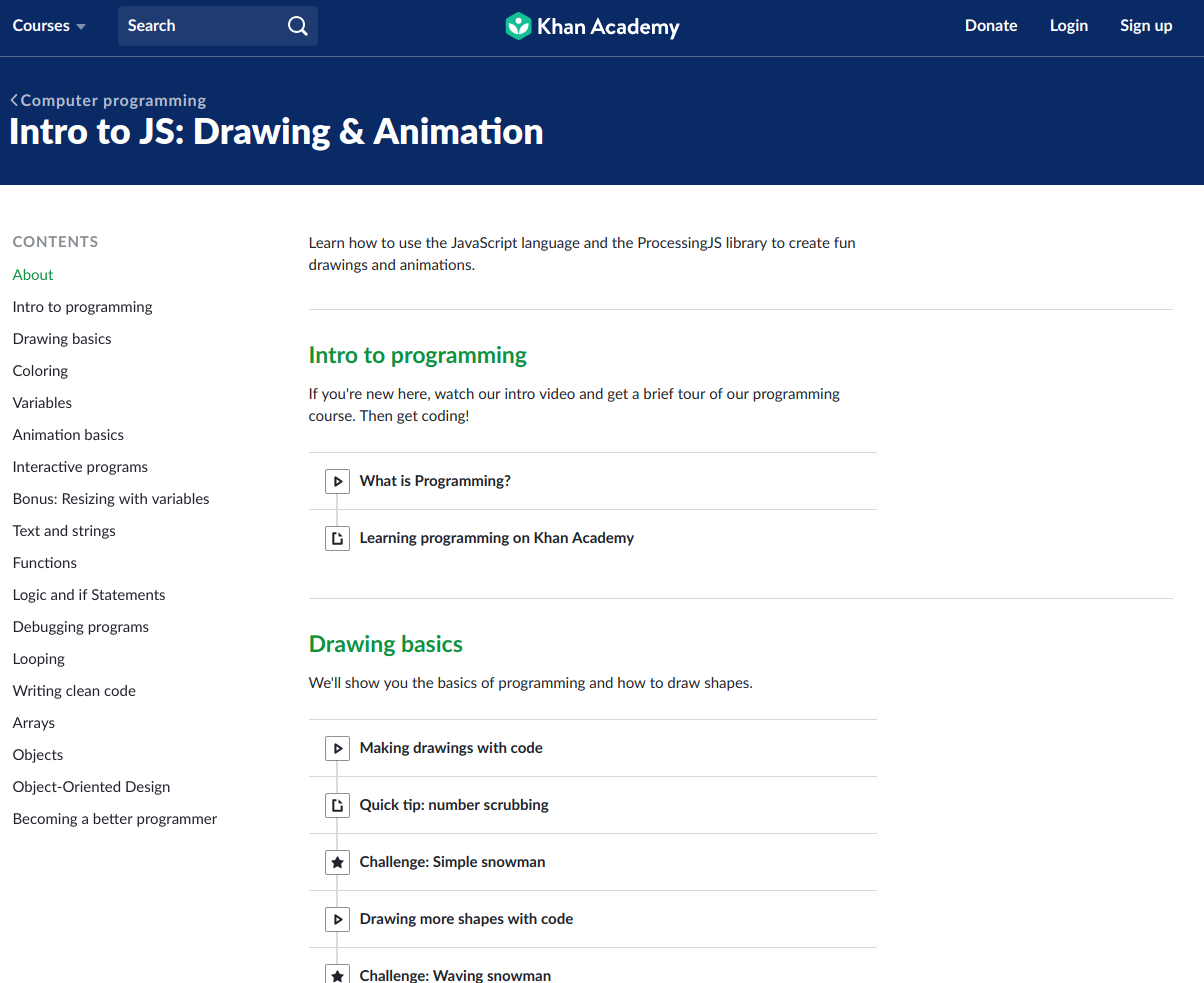 Courses
Search
Khan Academy
Donate
Login
Sign up
Computer programming
Intro to JS: Drawing & Animation
CONTENTS
About
Intro to programming
Drawing basics
Coloring
Variables
Animation basics
Interactive programs
Bonus: Resizing with variables
Text and strings
Functions
Logic and if Statements
Debugging programs
Looping
Writing clean code
Arrays
Objects
Object-Oriented Design
Becoming a better programmer
Learn how to use the JavaScript language and the ProcessingJS library to create fun
drawings and animations.
Intro to programming
If you're new here, watch our intro video and get a brief tour of our programming
course. Then get coding!
What is Programming?
Learning programming on Khan Academy
Drawing basics
We'll show you the basics of programming and how to draw shapes.
Making drawings with code
Quick tip: number scrubbing
Challenge: Simple snowman
Drawing more shapes with code
Challenge: Waving snowman